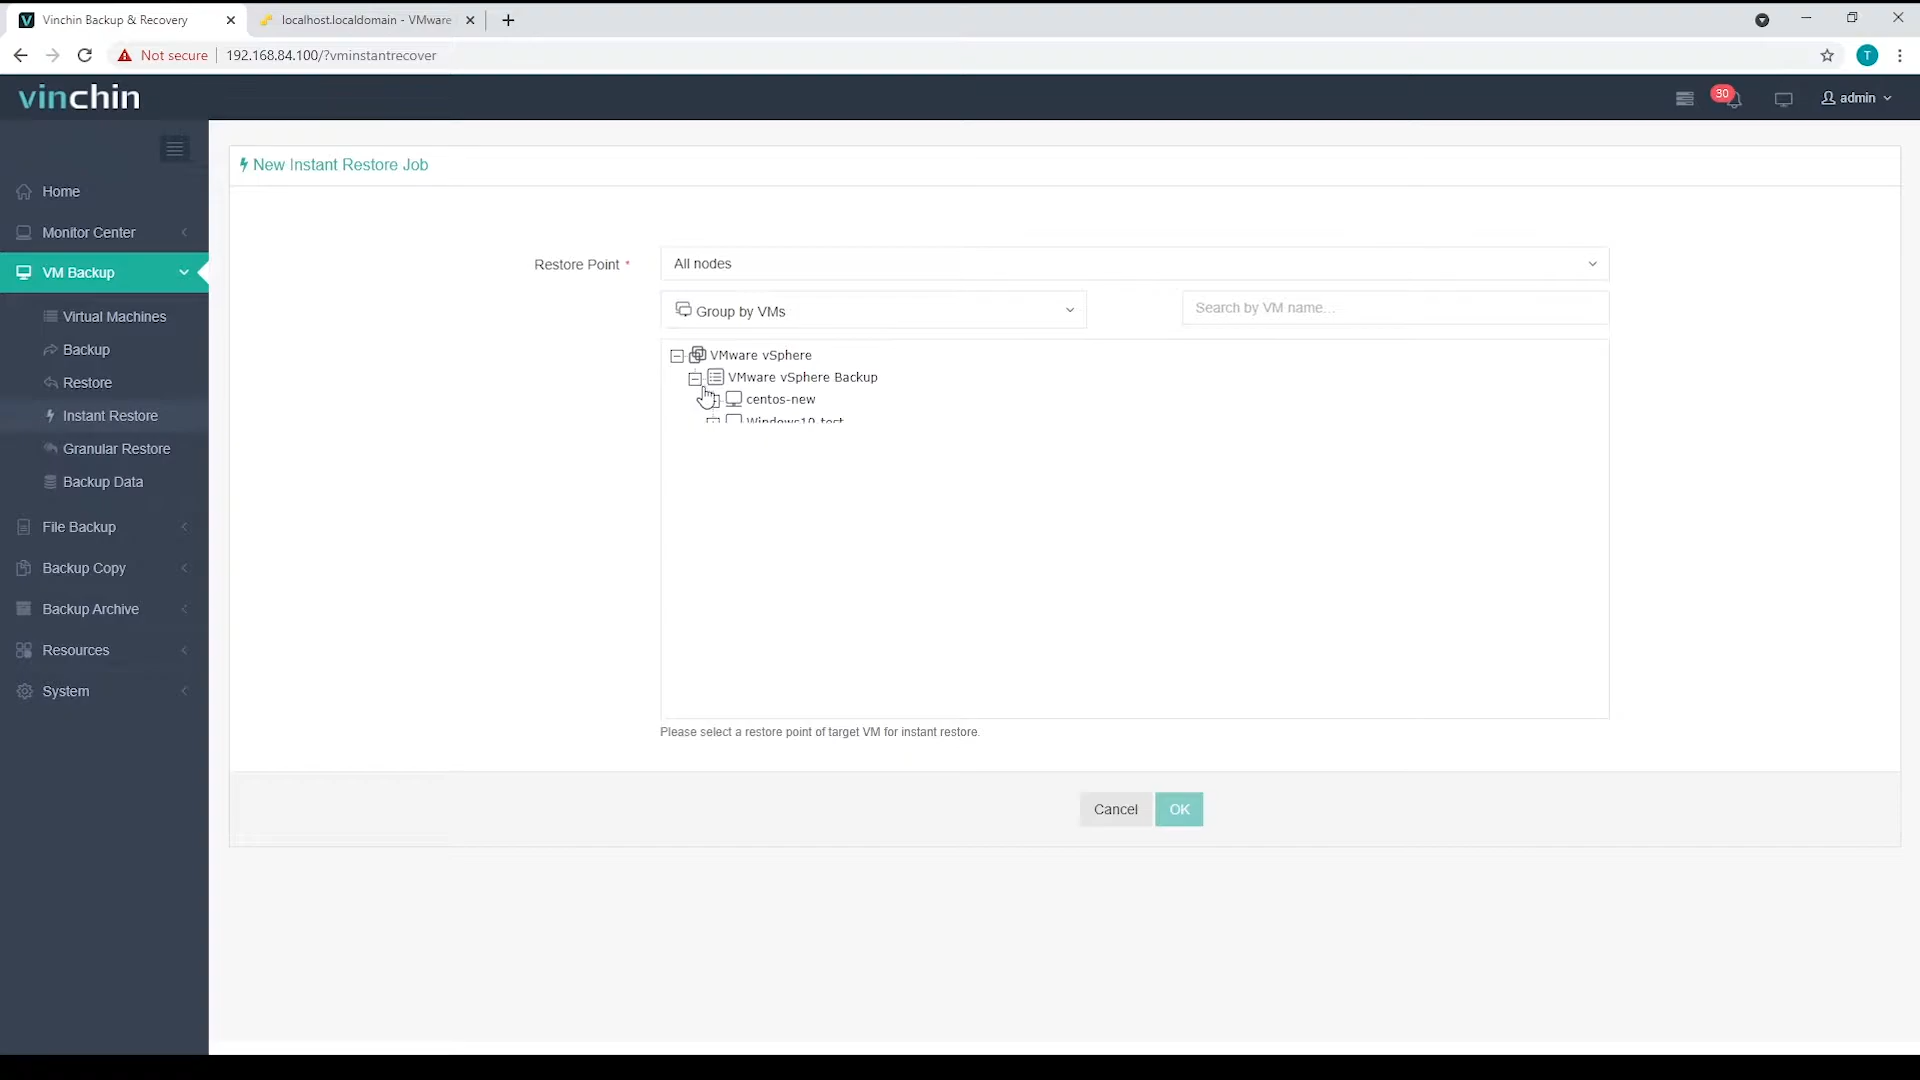 Vinchin Backup & Recovery
localhost.localdomain - VMware
Not secure
192.168.84.100/?vminstantrecover
T
vinchin
30
admin
New Instant Restore Job
Home
Monitor Center
VM Backup
Virtual Machines
Backup
Restore
Instant Restore
Granular Restore
Backup Data
File Backup
Backup Copy
Backup Archive
Resources
System
Restore Point *
All nodes
Group by VMs
Search by VM name...
VMware vSphere
VMware vSphere Backup
centos-new
Windows10-test
Please select a restore point of target VM for instant restore.
Cancel
OK